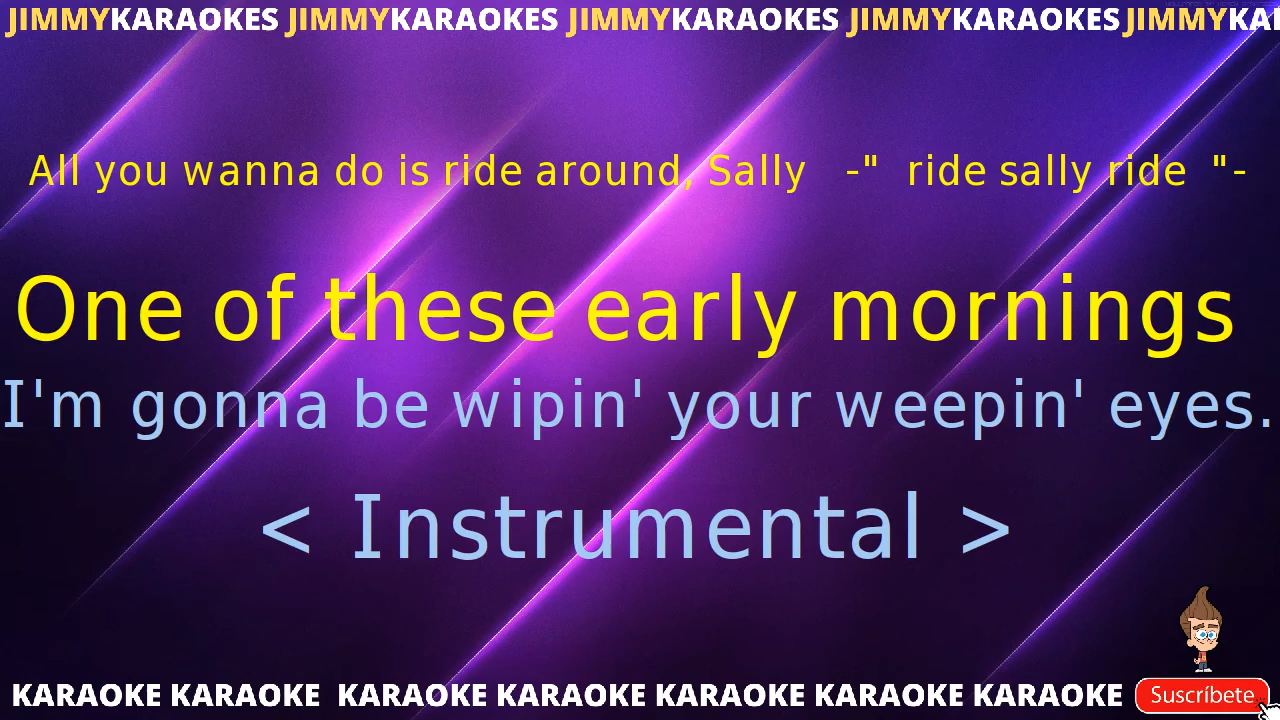 JIMMYKARAOKES JIMMYKARAOKES JIMMYKARAOKES JIMMYKARAOKES JIMMYKA
All you wanna do is ride around, Sally -" ride sally ride "-
One of these early mornings
I'm gonna be wipin' your weepin' eyes.
< Instrumental >
KARAOKE KARAOKE KARAOKE KARAOKE KARAOKE KARAOKE KARAOKE
Suscríbete